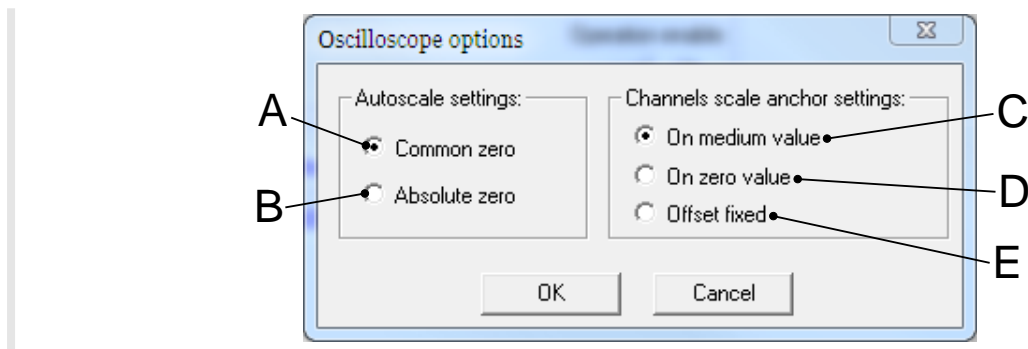 Oscilloscope options
Autoscale settings:
A
Common zero
B
Absolute zero
Channels scale anchor settings:
On medium value
C
On zero value
D
Offset fixed
E
OK
Cancel